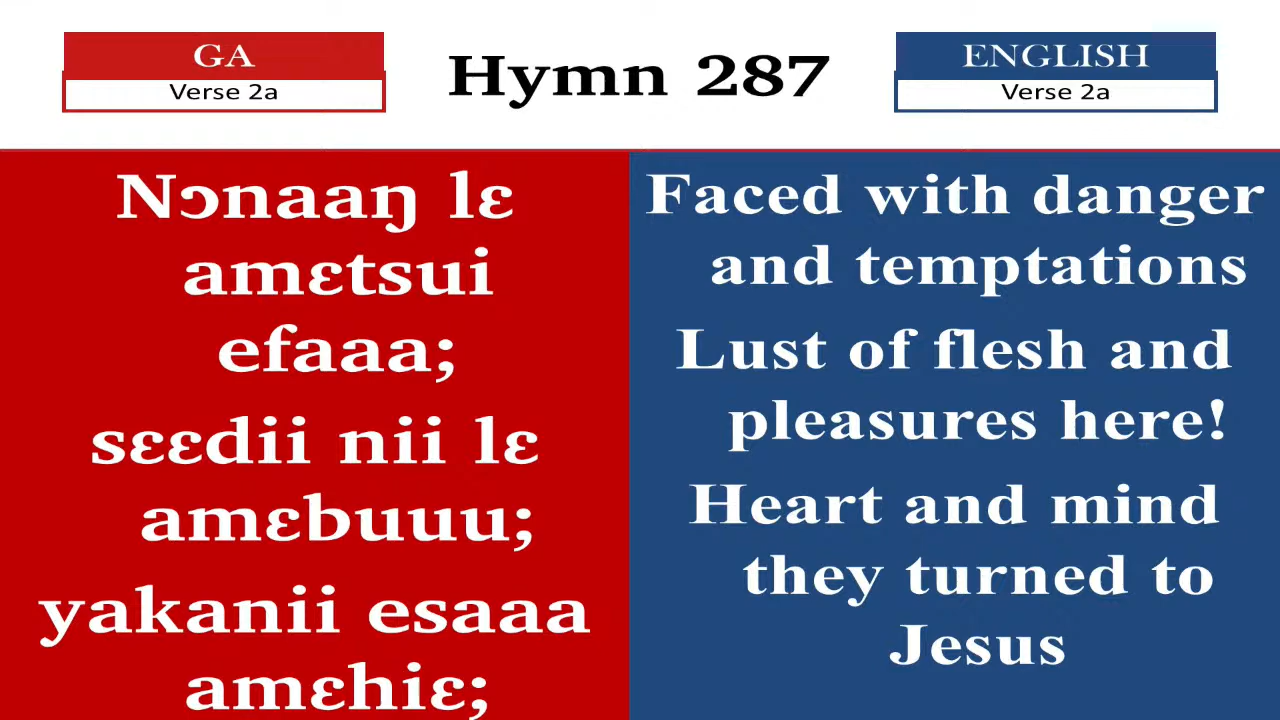 GA
Verse 2a
Hymn 287
ENGLISH
Verse 2a
Nɔnaaŋ lɛ
amɛtsui
efaaa;
sɛɛdii nii lɛ
amɛbuuu;
yakanii esaaa
amɛhiɛ;
Faced with danger
and temptations
Lust of flesh and
pleasures here!
Heart and mind
they turned to
Jesus